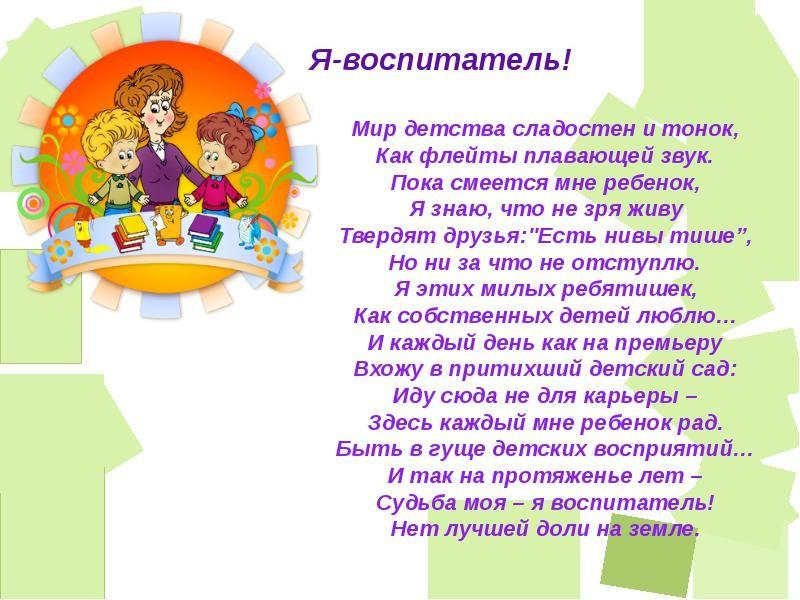 Я-воспитатель!
Мир детства сладостен и тонок,
Как флейты плавающей звук.
Пока смеется мне ребенок,
Я знаю, что не зря живу
Твердят друзья:"Есть нивы тише”,
Но ни за что не отступлю.
Я этих милых ребятишек,
Как собственных детей люблю…
И каждый день как на премьеру
Вхожу в притихший детский сад:
Иду сюда не для карьеры –
Здесь каждый мне ребенок рад.
Быть в гуще детских восприятий…
И так на протяженье лет –
Судьба моя – я воспитатель!
Нет лучшей доли на земле.